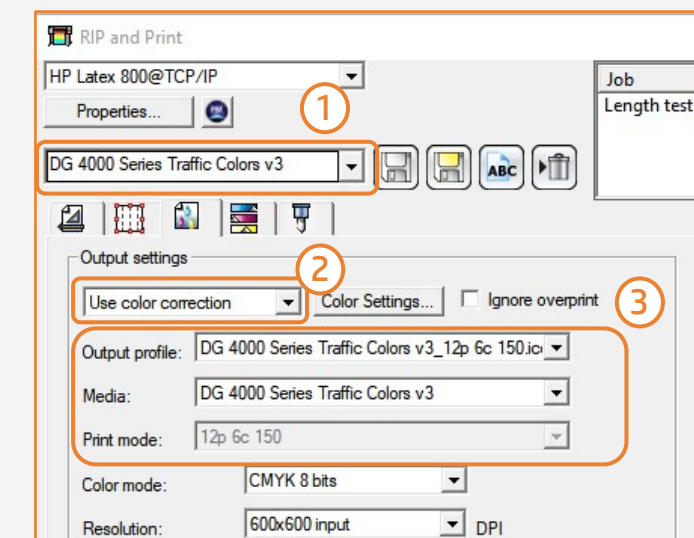 RIP and Print
HP Latex 800@TCP/IP
Job
Properties...
1
Length test
DG 4000 Series Traffic Colors v3
ABC
Output settings
2
Use color correction
Color Settings...
Ignore overprint
3
Output profile: DG 4000 Series Traffic Colors v3_12p 6c 150.ic
Media: DG 4000 Series Traffic Colors v3
Print mode: 12p 6c 150
Color mode: CMYK 8 bits
Resolution: 600x600 input DPI